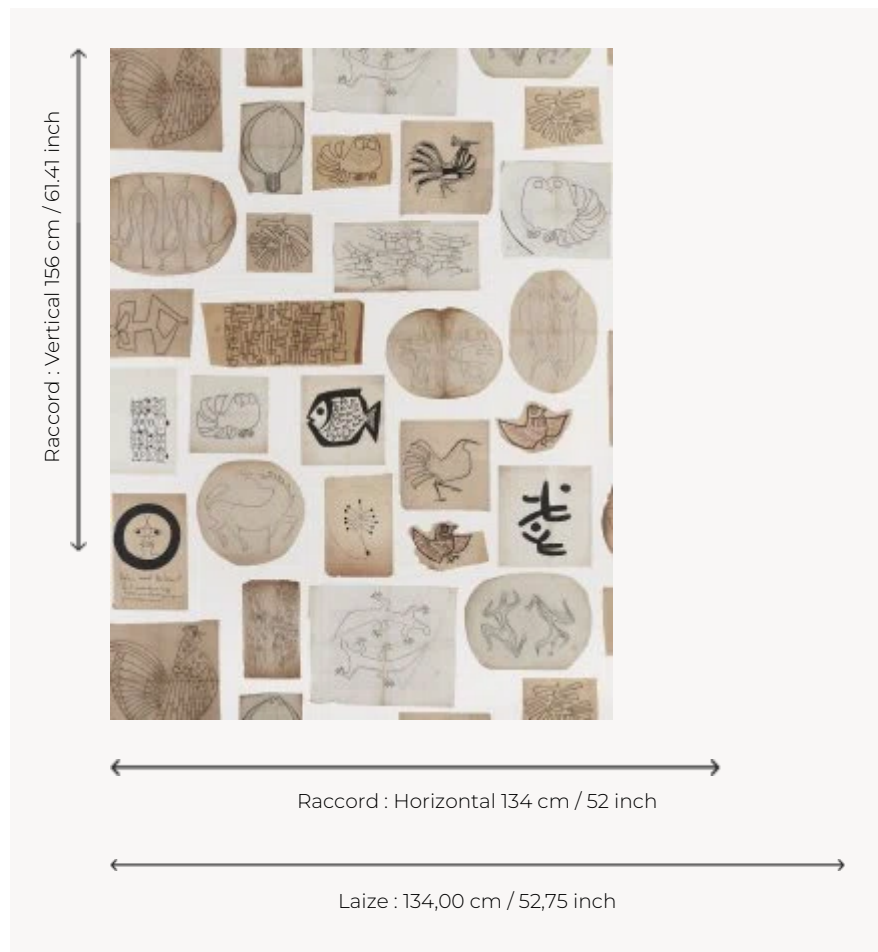 Raccord : Vertical 156 cm / 61.41 inch
Raccord : Horizontal 134 cm / 52 inch
Laize : 134,00 cm / 52,75 inch